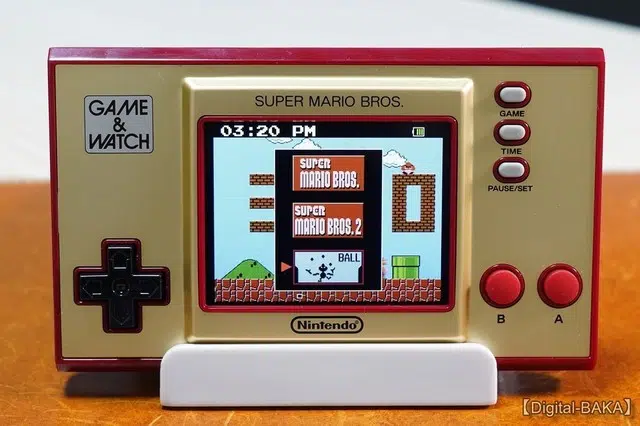 GAME
&
WATCH
SUPER MARIO BROS.
03:20 PM
SUPER
MARIO BROS.
SUPER
MARIO BROS. 2
BALL
GAME
TIME
PAUSE/SET
B
A
Nintendo
【Digital-BAKA】